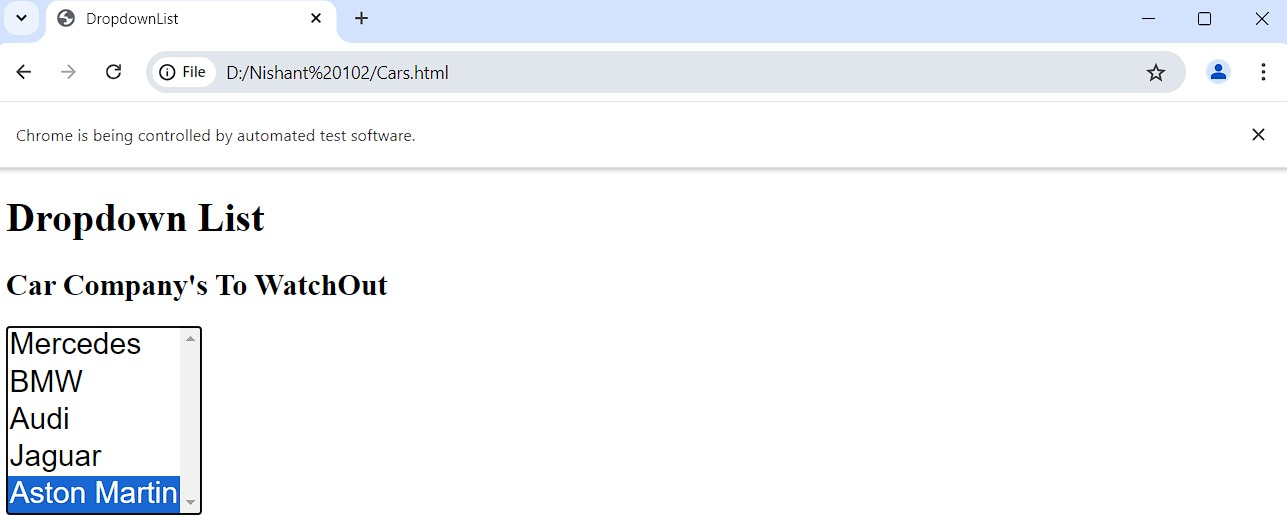 DropdownList
File D:/Nishant%20102/Cars.html
Chrome is being controlled by automated test software.
Dropdown List
Car Company's To WatchOut
Mercedes
BMW
Audi
Jaguar
Aston Martin